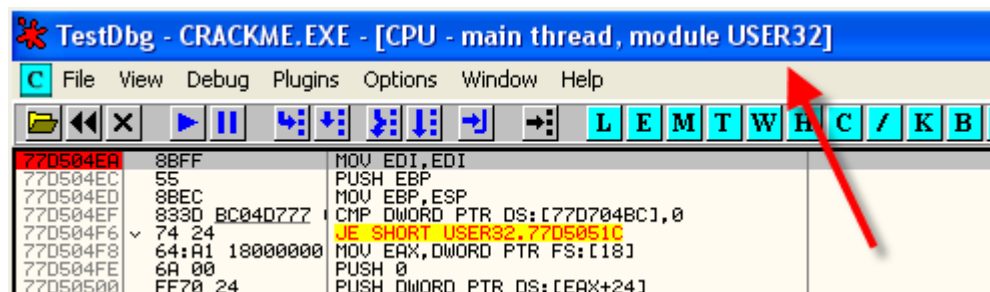 TestDbg - CRACKME.EXE - [CPU - main thread, module USER32]
C File View Debug Plugins Options Window Help
L E M T W H C / K B
77D504EA 8BFF MOV EDI,EDI
77D504EC 55 PUSH EBP
77D504ED 8BEC MOV EBP,ESP
77D504EF 833D BC04D777 CMP DWORD PTR DS:[77D704BC],0
77D504F6 74 24 JE SHORT USER32.77D5051C
77D504F8 64:A1 18000000 MOV EAX,DWORD PTR FS:[18]
77D504FE 6A 00 PUSH 0
77D50500 FF70 24 PUSH DWORD PTR DS:[EAX+24]